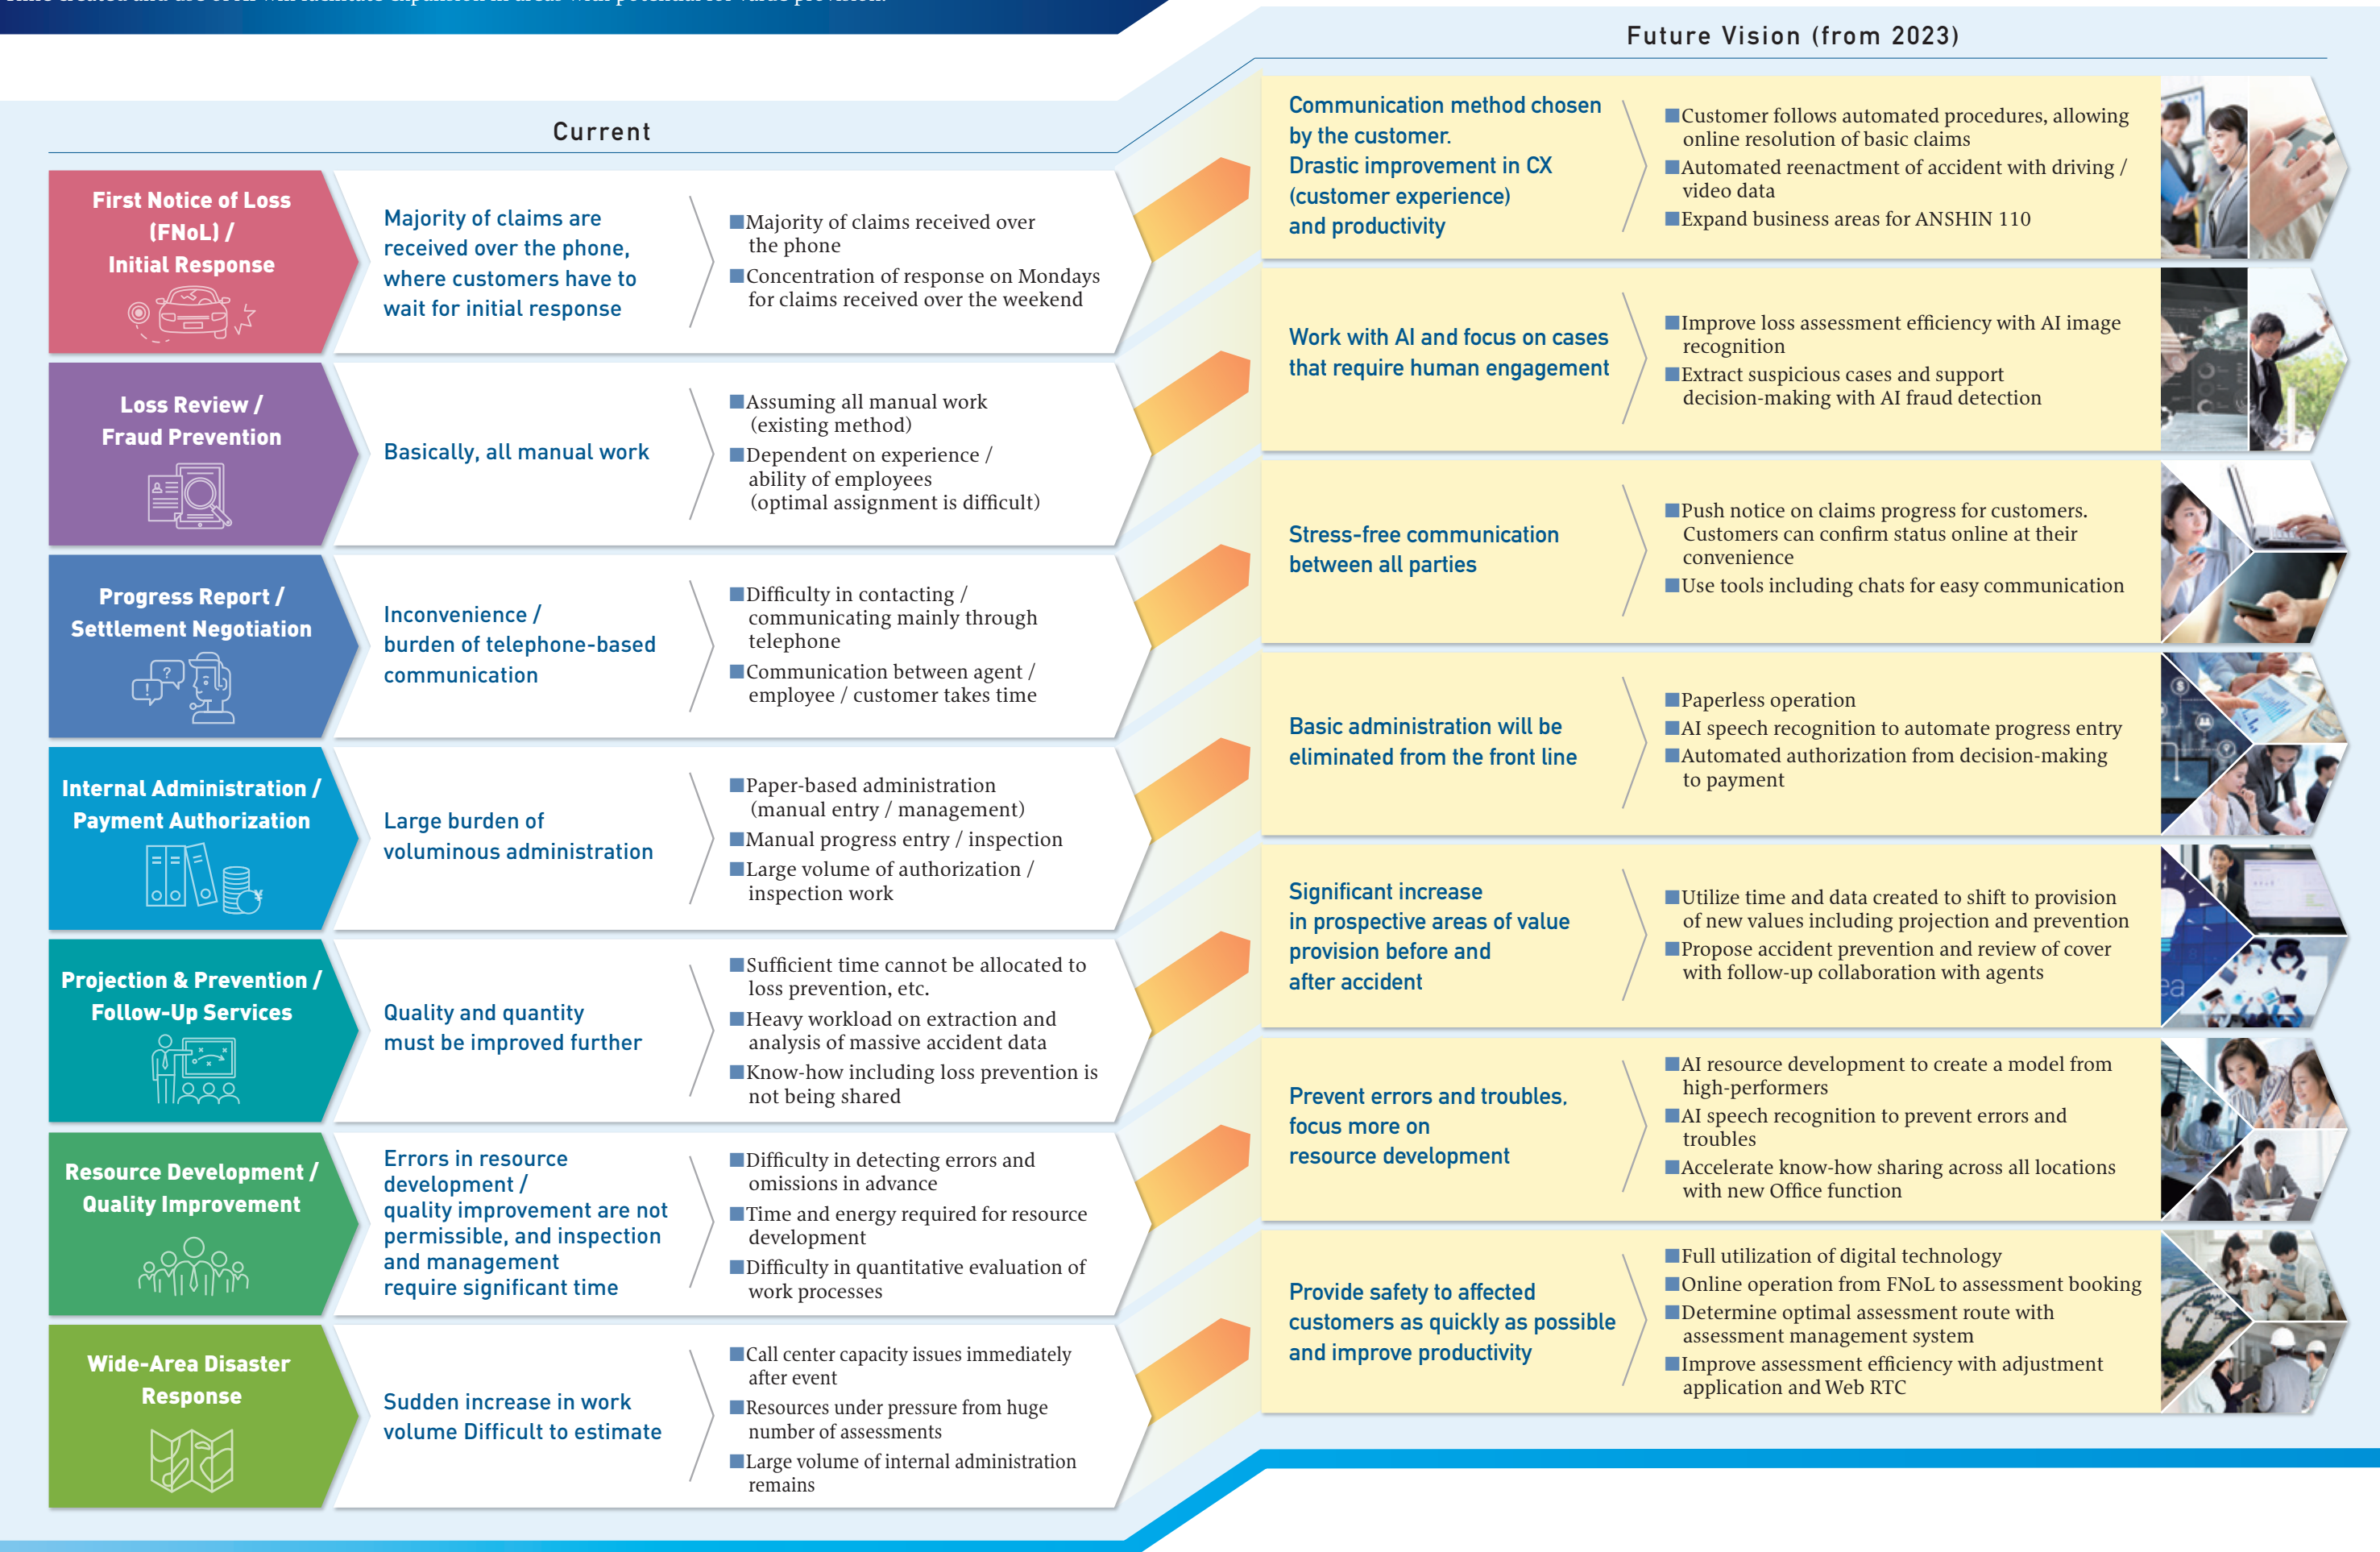 Future Vision (from 2023)
Current
First Notice of Loss
(FNoL) /
Initial Response
Majority of claims are
received over the phone,
where customers have to
wait for initial response
■Majority of claims received over
the phone
■Concentration of response on Mondays
for claims received over the weekend
Communication method chosen
by the customer.
Drastic improvement in CX
(customer experience)
and productivity
■Customer follows automated procedures, allowing
online resolution of basic claims
■Automated reenactment of accident with driving /
video data
■Expand business areas for ANSHIN 110
Loss Review /
Fraud Prevention
Basically, all manual work
■Assuming all manual work
(existing method)
■Dependent on experience /
ability of employees
(optimal assignment is difficult)
Work with AI and focus on cases
that require human engagement
■Improve loss assessment efficiency with AI image
recognition
■Extract suspicious cases and support
decision-making with AI fraud detection
Progress Report /
Settlement Negotiation
Inconvenience /
burden of telephone-based
communication
■Difficulty in contacting /
communicating mainly through
telephone
■Communication between agent /
employee / customer takes time
Stress-free communication
between all parties
■Push notice on claims progress for customers.
Customers can confirm status online at their
convenience
■Use tools including chats for easy communication
Internal Administration /
Payment Authorization
Large burden of
voluminous administration
■Paper-based administration
(manual entry / management)
■Manual progress entry / inspection
■Large volume of authorization /
inspection work
Basic administration will be
eliminated from the front line
■Paperless operation
■AI speech recognition to automate progress entry
■Automated authorization from decision-making
to payment
Projection & Prevention /
Follow-Up Services
Quality and quantity
must be improved further
■Sufficient time cannot be allocated to
loss prevention, etc.
■Heavy workload on extraction and
analysis of massive accident data
■Know-how including loss prevention is
not being shared
Significant increase
in prospective areas of value
provision before and
after accident
■Utilize time and data created to shift to provision
of new values including projection and prevention
■Propose accident prevention and review of cover
with follow-up collaboration with agents
Resource Development /
Quality Improvement
Errors in resource
development /
quality improvement are not
permissible, and inspection
and management
require significant time
■Difficulty in detecting errors and
omissions in advance
■Time and energy required for resource
development
■Difficulty in quantitative evaluation of
work processes
Prevent errors and troubles,
focus more on
resource development
■AI resource development to create a model from
high-performers
■AI speech recognition to prevent errors and
troubles
■Accelerate know-how sharing across all locations
with new Office function
Wide-Area Disaster
Response
Sudden increase in work
volume Difficult to estimate
■Call center capacity issues immediately
after event
■Resources under pressure from huge
number of assessments
■Large volume of internal administration
remains
Provide safety to affected
customers as quickly as possible
and improve productivity
■Full utilization of digital technology
■Online operation from FNoL to assessment booking
■Determine optimal assessment route with
assessment management system
■Improve assessment efficiency with adjustment
application and Web RTC